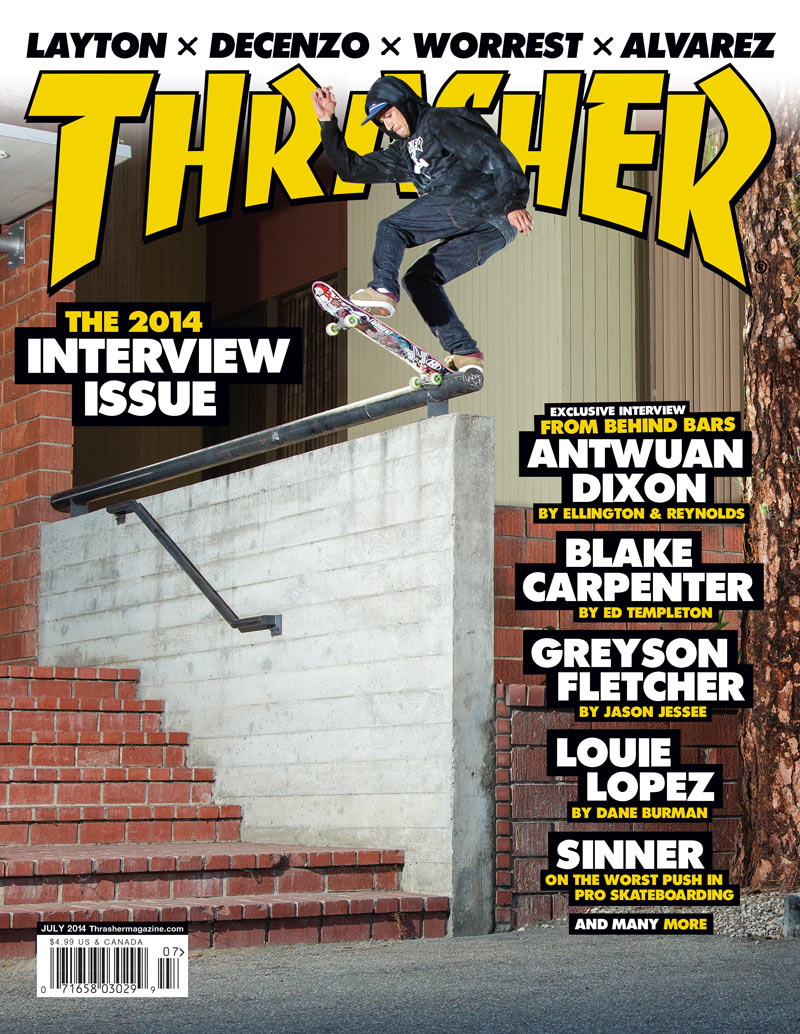 LAYTON × DECENZO × WORREST × ALVAREZ
THRASHER
®
THE 2014
INTERVIEW
ISSUE
EXCLUSIVE INTERVIEW
FROM BEHIND BARS
ANTWUAN
DIXON
BY ELLINGTON & REYNOLDS
BLAKE
CARPENTER
BY ED TEMPLETON
GREYSON
FLETCHER
BY JASON JESSEE
LOUIE
LOPEZ
BY DANE BURMAN
SINNER
ON THE WORST PUSH IN
PRO SKATEBOARDING
AND MANY MORE
JULY 2014 Thrashermagazine.com
$4.99 US & CANADA
07>
0 71658 03029 9